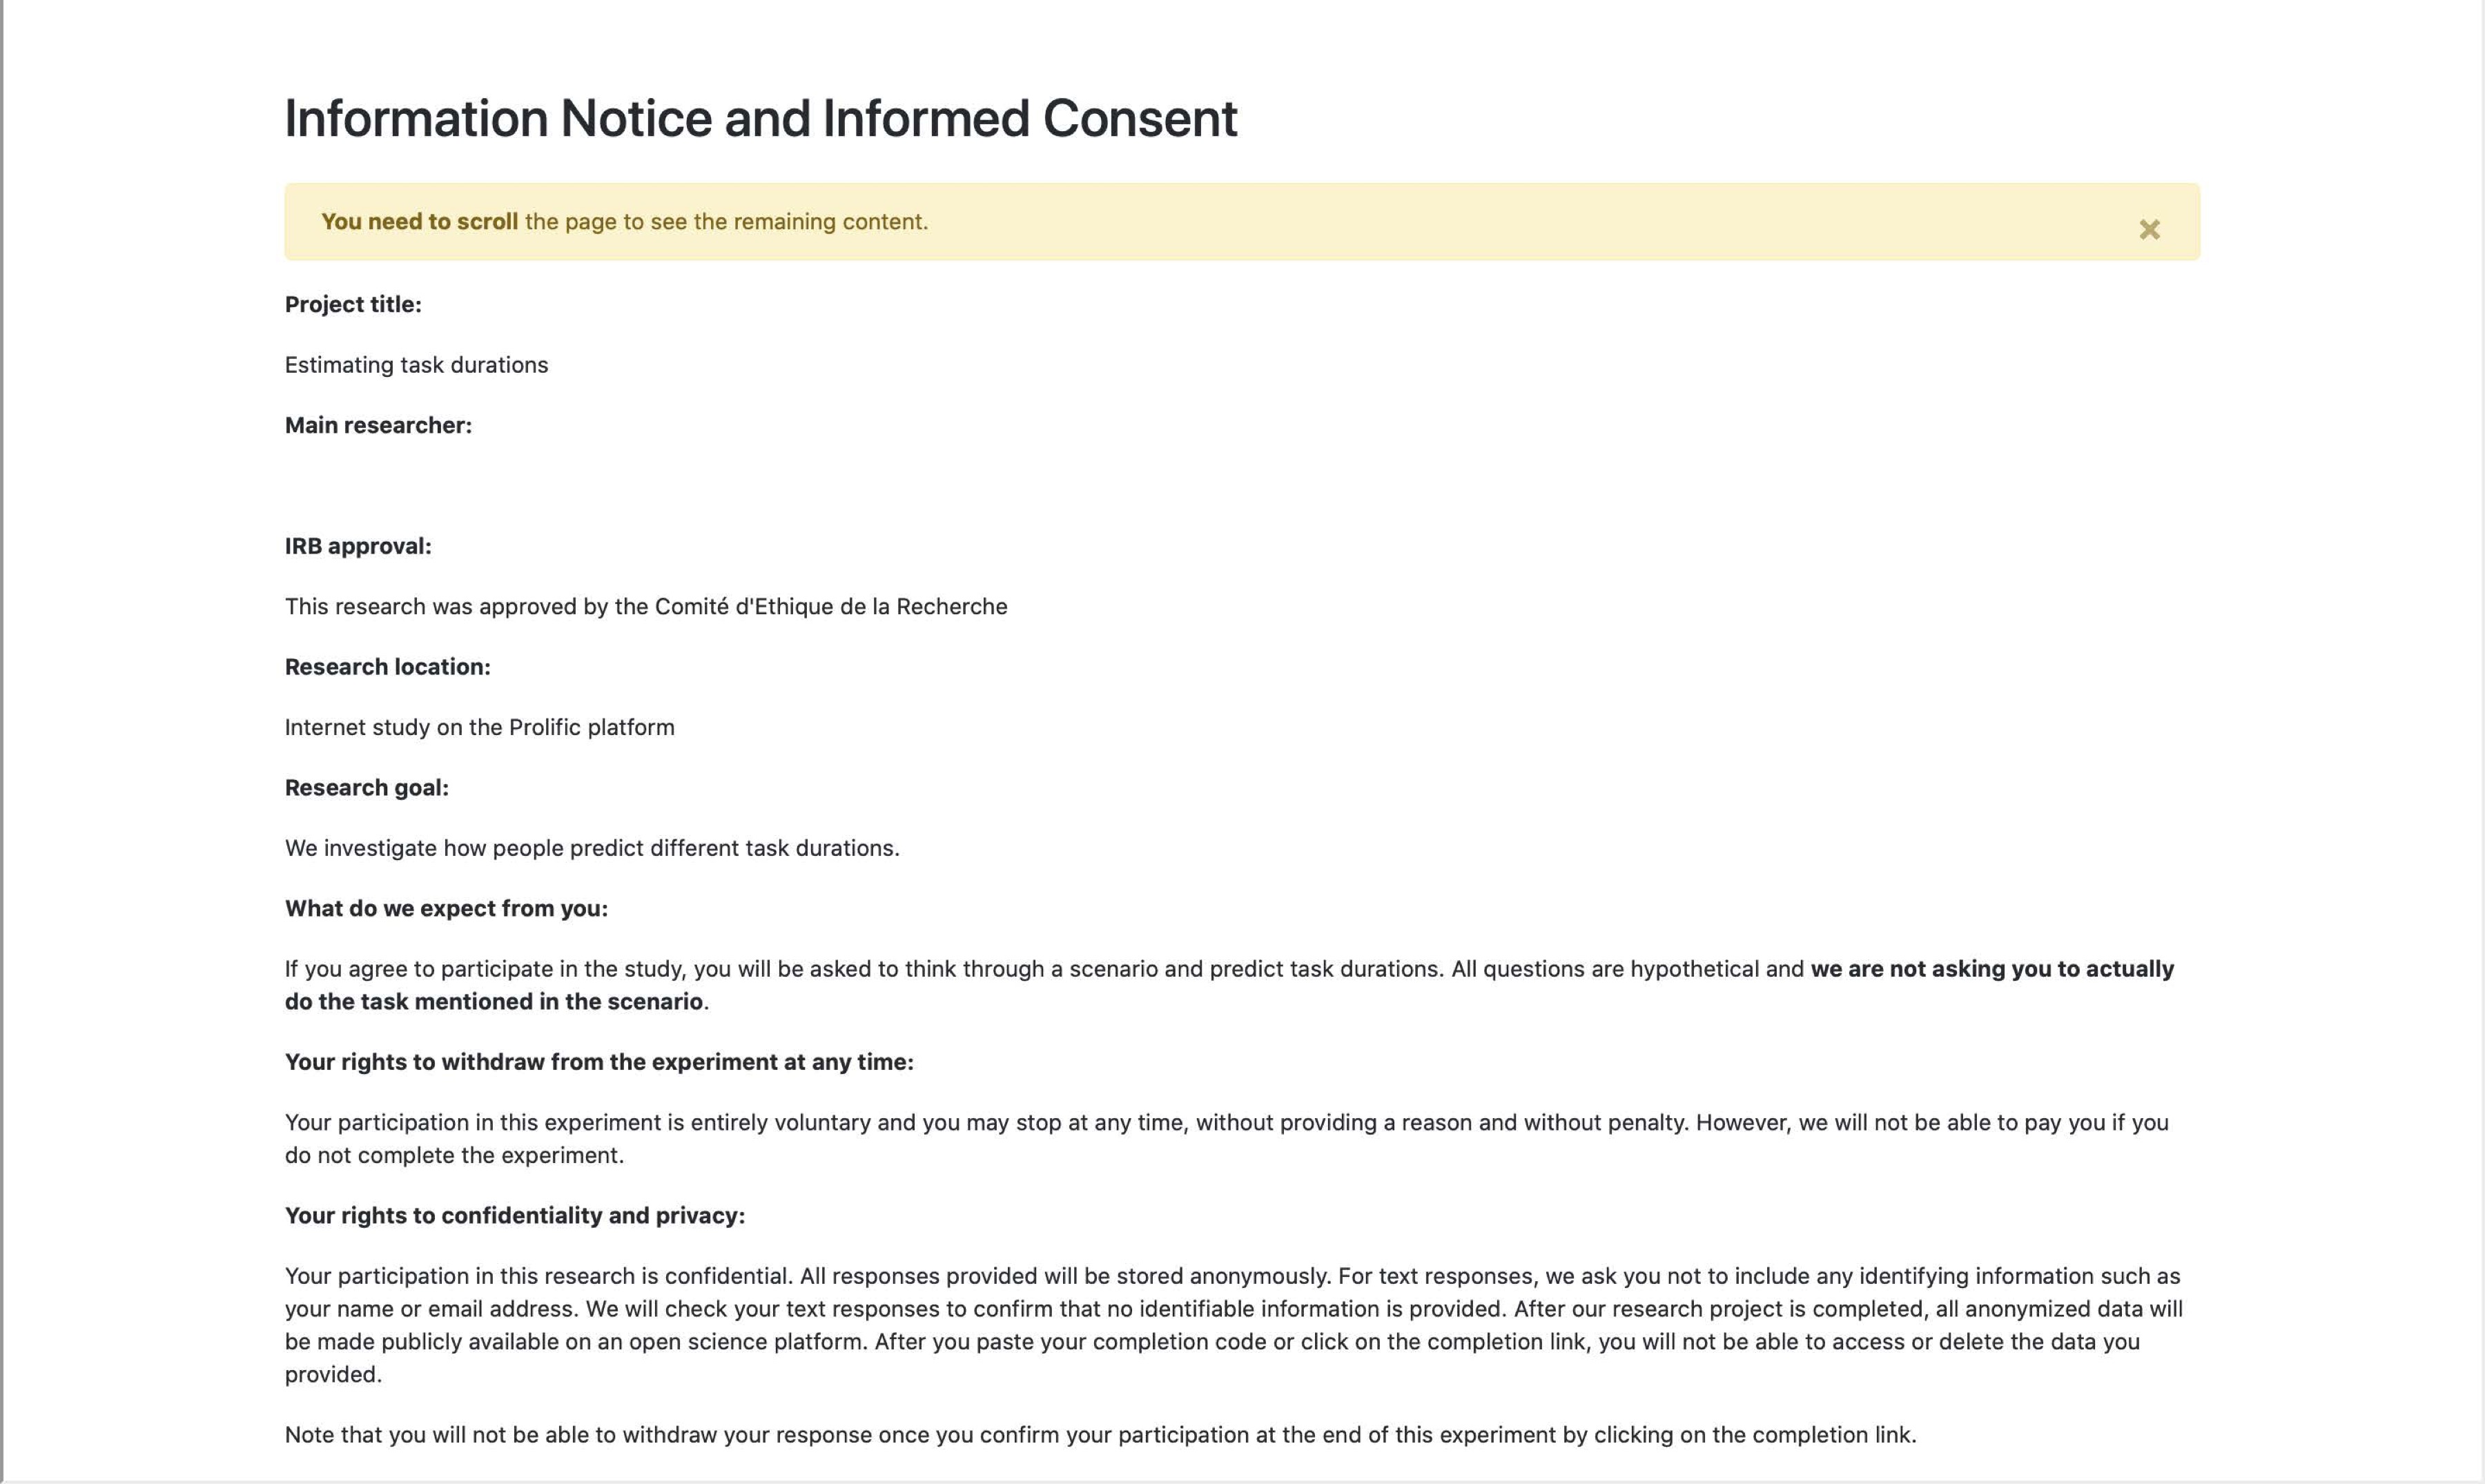 Information Notice and Informed Consent
You need to scroll the page to see the remaining content.
×
Project title:
Estimating task durations
Main researcher:
IRB approval:
This research was approved by the Comité d'Ethique de la Recherche
Research location:
Internet study on the Prolific platform
Research goal:
We investigate how people predict different task durations.
What do we expect from you:
If you agree to participate in the study, you will be asked to think through a scenario and predict task durations. All questions are hypothetical and we are not asking you to actually
do the task mentioned in the scenario.
Your rights to withdraw from the experiment at any time:
Your participation in this experiment is entirely voluntary and you may stop at any time, without providing a reason and without penalty. However, we will not be able to pay you if you
do not complete the experiment.
Your rights to confidentiality and privacy:
Your participation in this research is confidential. All responses provided will be stored anonymously. For text responses, we ask you not to include any identifying information such as
your name or email address. We will check your text responses to confirm that no identifiable information is provided. After our research project is completed, all anonymized data will
be made publicly available on an open science platform. After you paste your completion code or click on the completion link, you will not be able to access or delete the data you
provided.
Note that you will not be able to withdraw your response once you confirm your participation at the end of this experiment by clicking on the completion link.